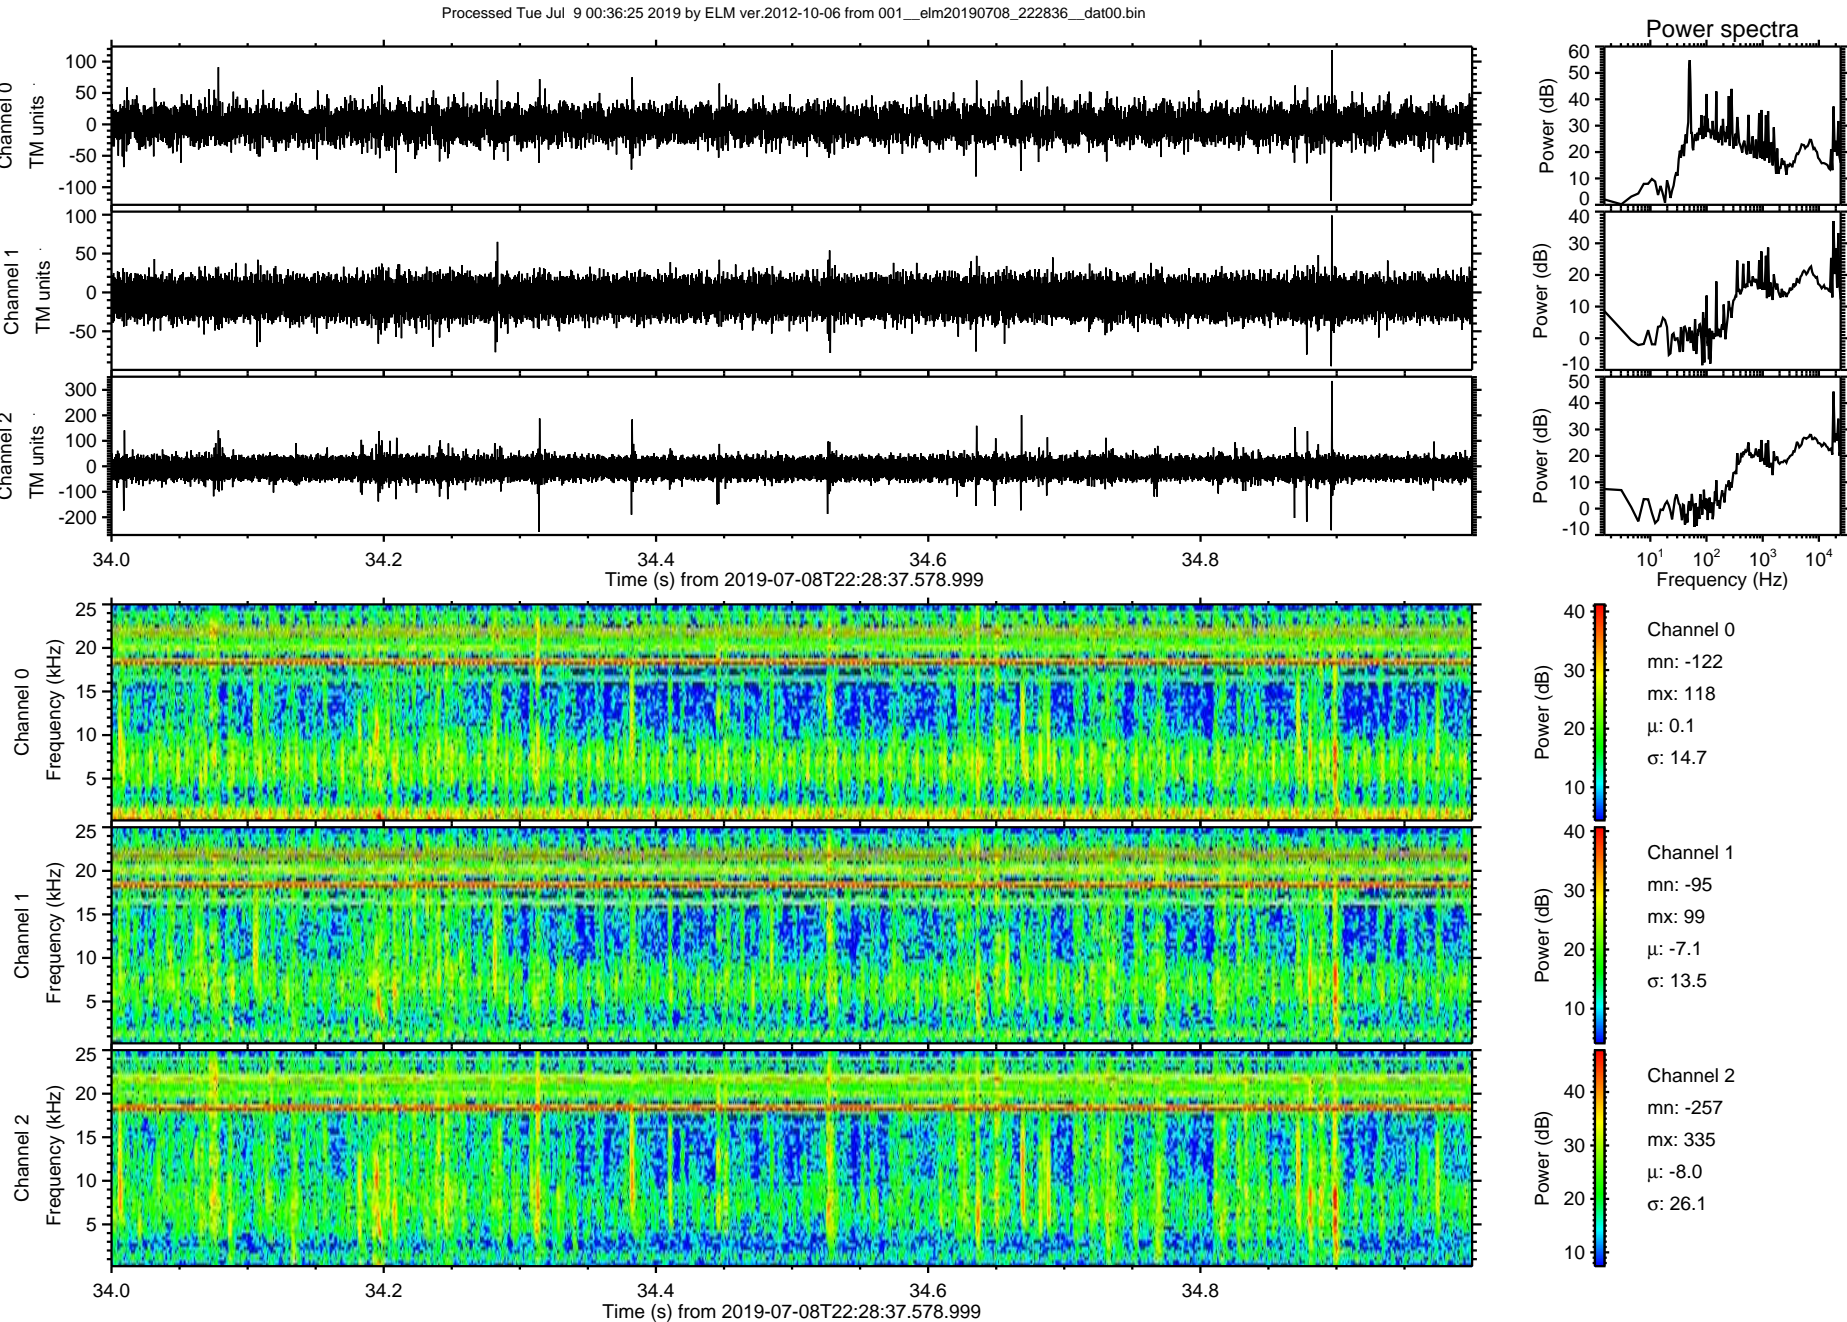 Processed Tue Jul  9 00:36:25 2019 by ELM ver.2012-10-06 from 001__elm20190708_222836__dat00.bin
Power spectra
Channel 0
TM units
100
50
0
-50
-100
Power (dB)
60
50
40
30
20
10
0
Channel 1
TM units
100
50
0
-50
Power (dB)
40
30
20
10
0
-10
Channel 2
TM units
300
200
100
0
-100
-200
Power (dB)
50
40
30
20
10
0
-10
34.0 34.2 34.4 34.6 34.8
Time (s) from 2019-07-08T22:28:37.578.999
10¹ 10² 10³ 10⁴
Frequency (Hz)
Channel 0
Frequency (kHz)
25
20
15
10
5
Power (dB)
40
30
20
10
Channel 0
mn: -122
mx: 118
μ: 0.1
σ: 14.7
Channel 1
Frequency (kHz)
25
20
15
10
5
Power (dB)
40
30
20
10
Channel 1
mn: -95
mx: 99
μ: -7.1
σ: 13.5
Channel 2
Frequency (kHz)
25
20
15
10
5
Power (dB)
40
30
20
10
Channel 2
mn: -257
mx: 335
μ: -8.0
σ: 26.1
34.0 34.2 34.4 34.6 34.8
Time (s) from 2019-07-08T22:28:37.578.999